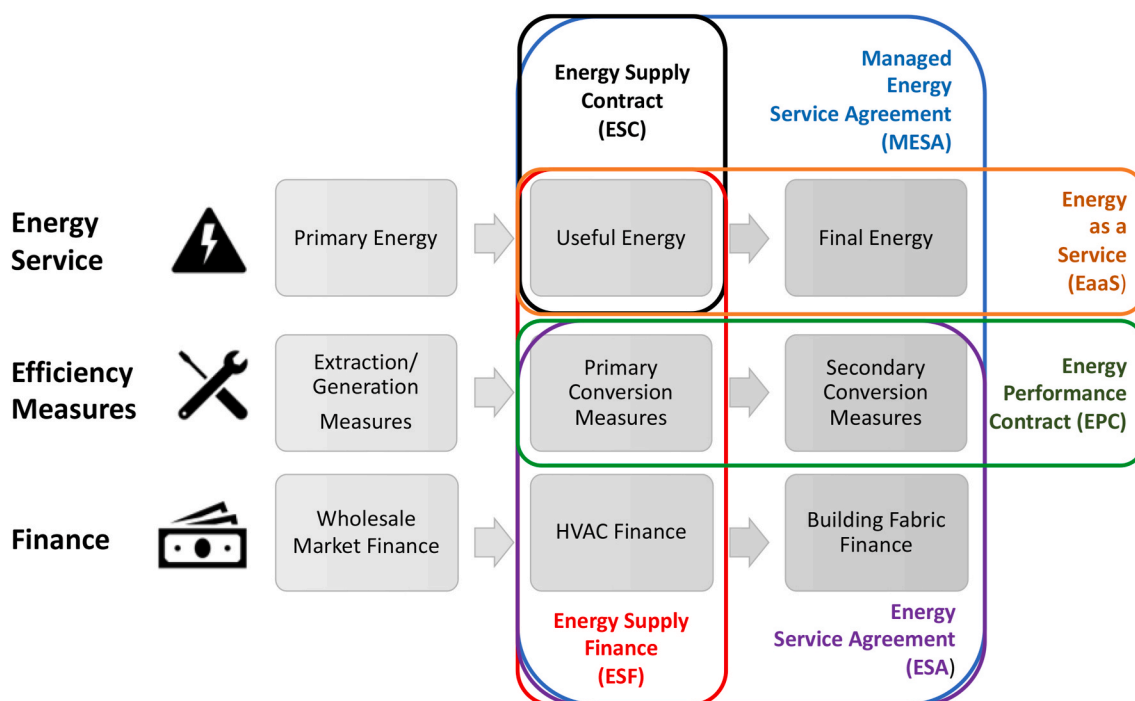 Energy Supply
Contract
(ESC)
Managed
Energy
Service Agreement
(MESA)
Energy
Service
Primary Energy
Useful Energy
Final Energy
Energy
as a
Service
(EaaS)
Efficiency
Measures
Extraction/
Generation
Measures
Primary
Conversion
Measures
Secondary
Conversion
Measures
Energy
Performance
Contract (EPC)
Finance
Wholesale
Market Finance
HVAC Finance
Building Fabric
Finance
Energy Supply
Finance
(ESF)
Energy
Service Agreement
(ESA)